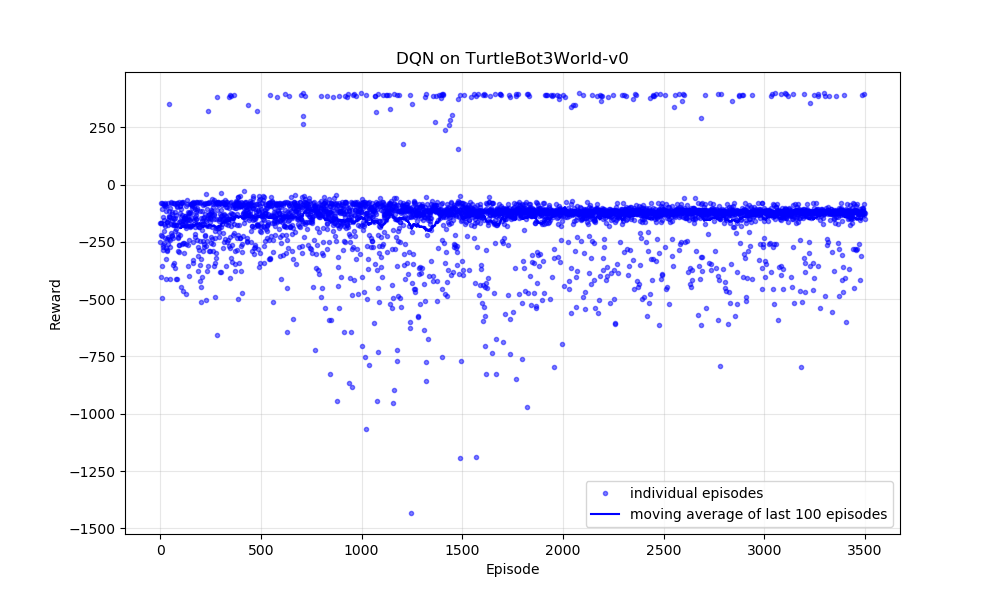 DQN on TurtleBot3World-v0
Reward
250
0
−250
−500
−750
−1000
−1250
−1500
individual episodes
moving average of last 100 episodes
0 500 1000 1500 2000 2500 3000 3500
Episode